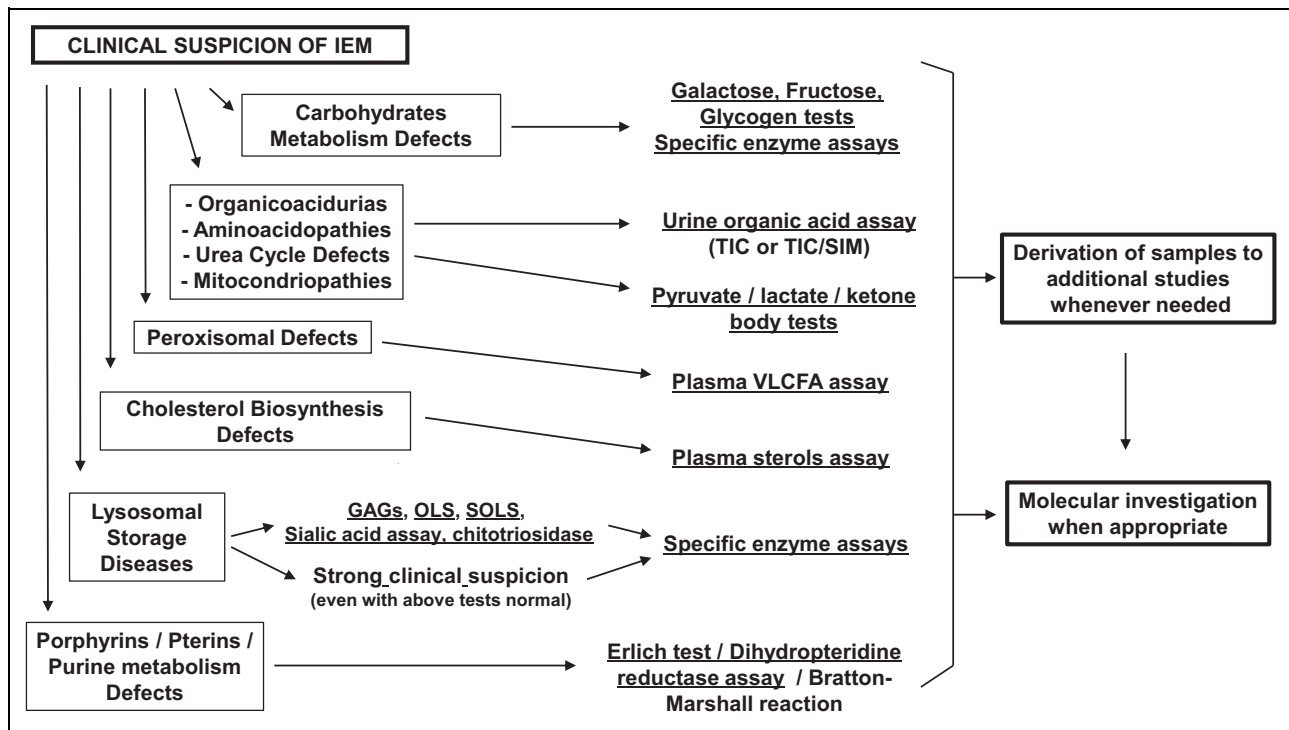 CLINICAL SUSPICION OF IEM
Carbohydrates
Metabolism Defects
Galactose, Fructose,
Glycogen tests
Specific enzyme assays
- Organicoacidurias
- Aminoacidopathies
- Urea Cycle Defects
- Mitocondriopathies
Urine organic acid assay
(TIC or TIC/SIM)
Pyruvate / lactate / ketone
body tests
Peroxisomal Defects
Plasma VLCFA assay
Cholesterol Biosynthesis
Defects
Plasma sterols assay
Lysosomal
Storage
Diseases
GAGs, OLS, SOLS,
Sialic acid assay, chitotriosidase
Strong clinical suspicion
(even with above tests normal)
Specific enzyme assays
Porphyrins / Pterins /
Purine metabolism
Defects
Erlich test / Dihydropteridine
reductase assay / Bratton-
Marshall reaction
Derivation of samples to
additional studies
whenever needed
Molecular investigation
when appropriate